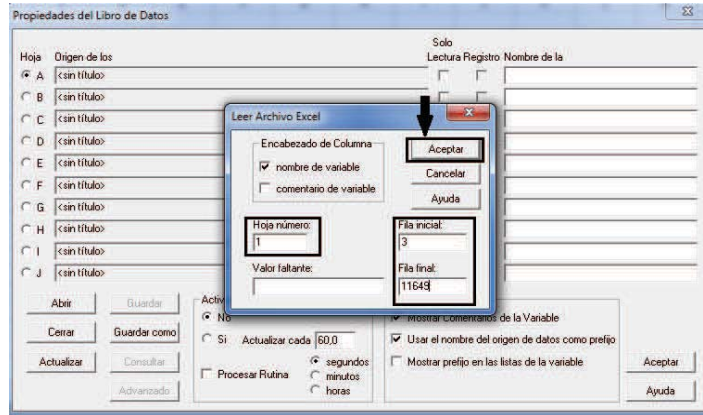 Propiedades del Libro de Datos
Solo
Hoja Origen de los Lectura Registro Nombre de la
A <sin título>
B <sin título>
C <sin título>
D <sin título>
E <sin título>
F <sin título>
G <sin título>
H <sin título>
I <sin título>
J <sin título>
Leer Archivo Excel
Encabezado de Columna
nombre de variable
comentario de variable
Aceptar
Cancelar
Ayuda
Hoja número:
1
Fila inicial:
3
Valor faltante:
Fila final:
11649
Abrir Guardar
Cerrar Guardar como
Actualizar Consultar
Avanzado
No
Si Actualizar cada 60,0
segundos
Procesar Rutina minutos
horas
Mostrar Comentarios de la Variable
Usar el nombre del origen de datos como prefijo
Mostrar prefijo en las listas de la variable
Aceptar
Ayuda